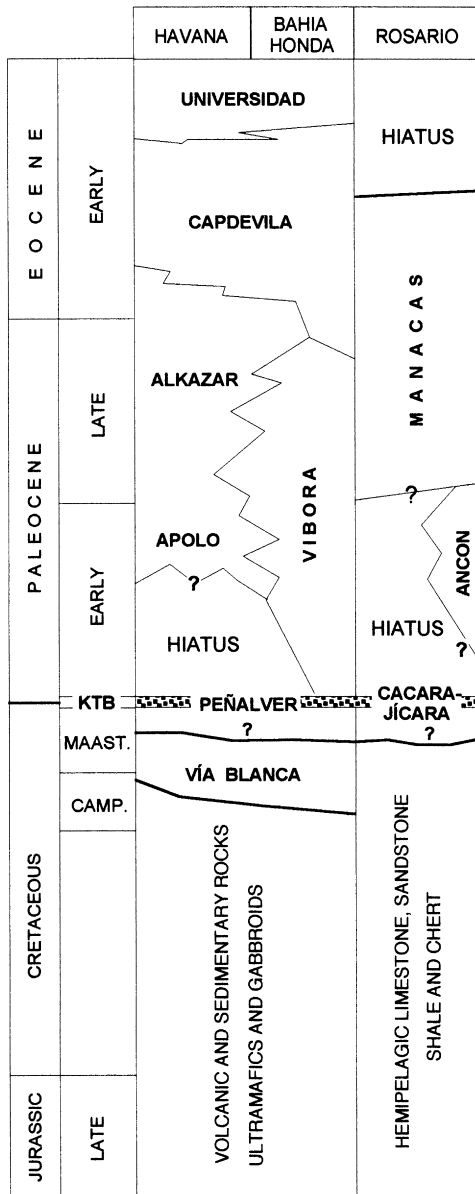 HAVANA
BAHIA
HONDA
ROSARIO
EOCENE
EARLY
UNIVERSIDAD
HIATUS
CAPDEVILA
MANACAS
PALEOCENE
LATE
ALKAZAR
VIBORA
?
EARLY
APOLO
?
ANCON
HIATUS
HIATUS
?
KTB
PEÑALVER
CACARA-
JÍCARA
MAAST.
?
?
VÍA BLANCA
CAMP.
CRETACEOUS
VOLCANIC AND SEDIMENTARY ROCKS
ULTRAMAFICS AND GABBROIDS
HEMIPELAGIC LIMESTONE, SANDSTONE
SHALE AND CHERT
JURASSIC
LATE